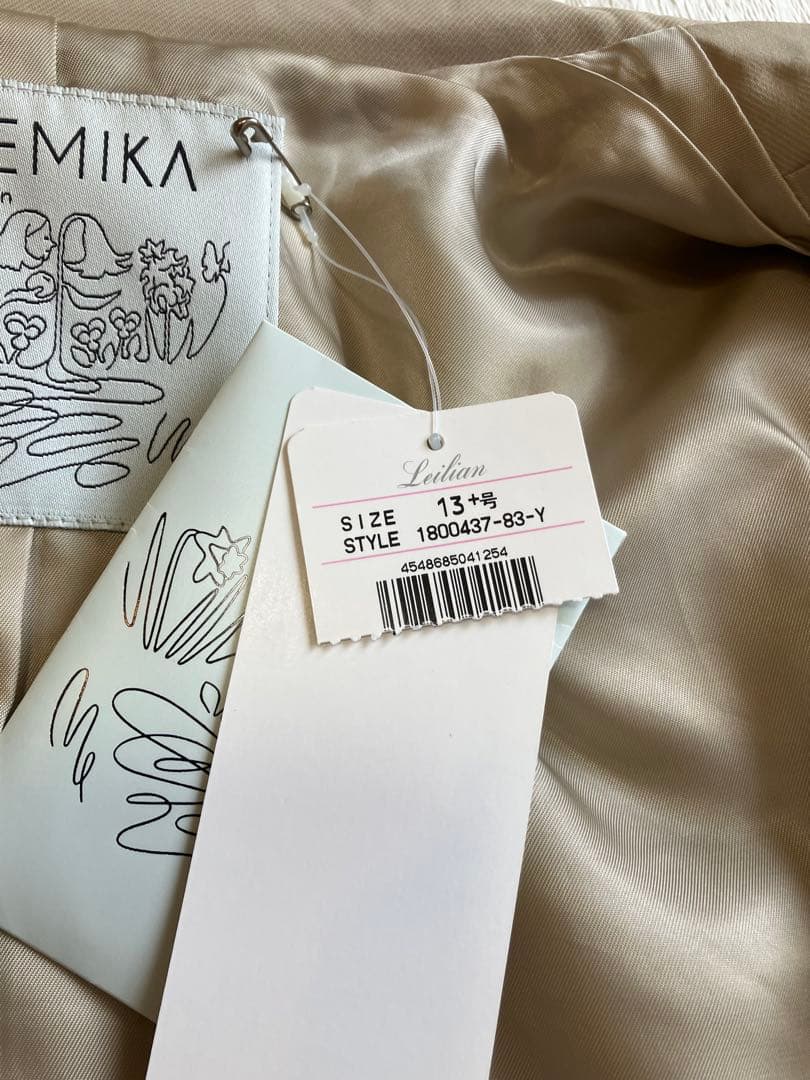 EMIKA
n
Leilian
SIZE 13+号
STYLE 1800437-83-Y
4548685041254